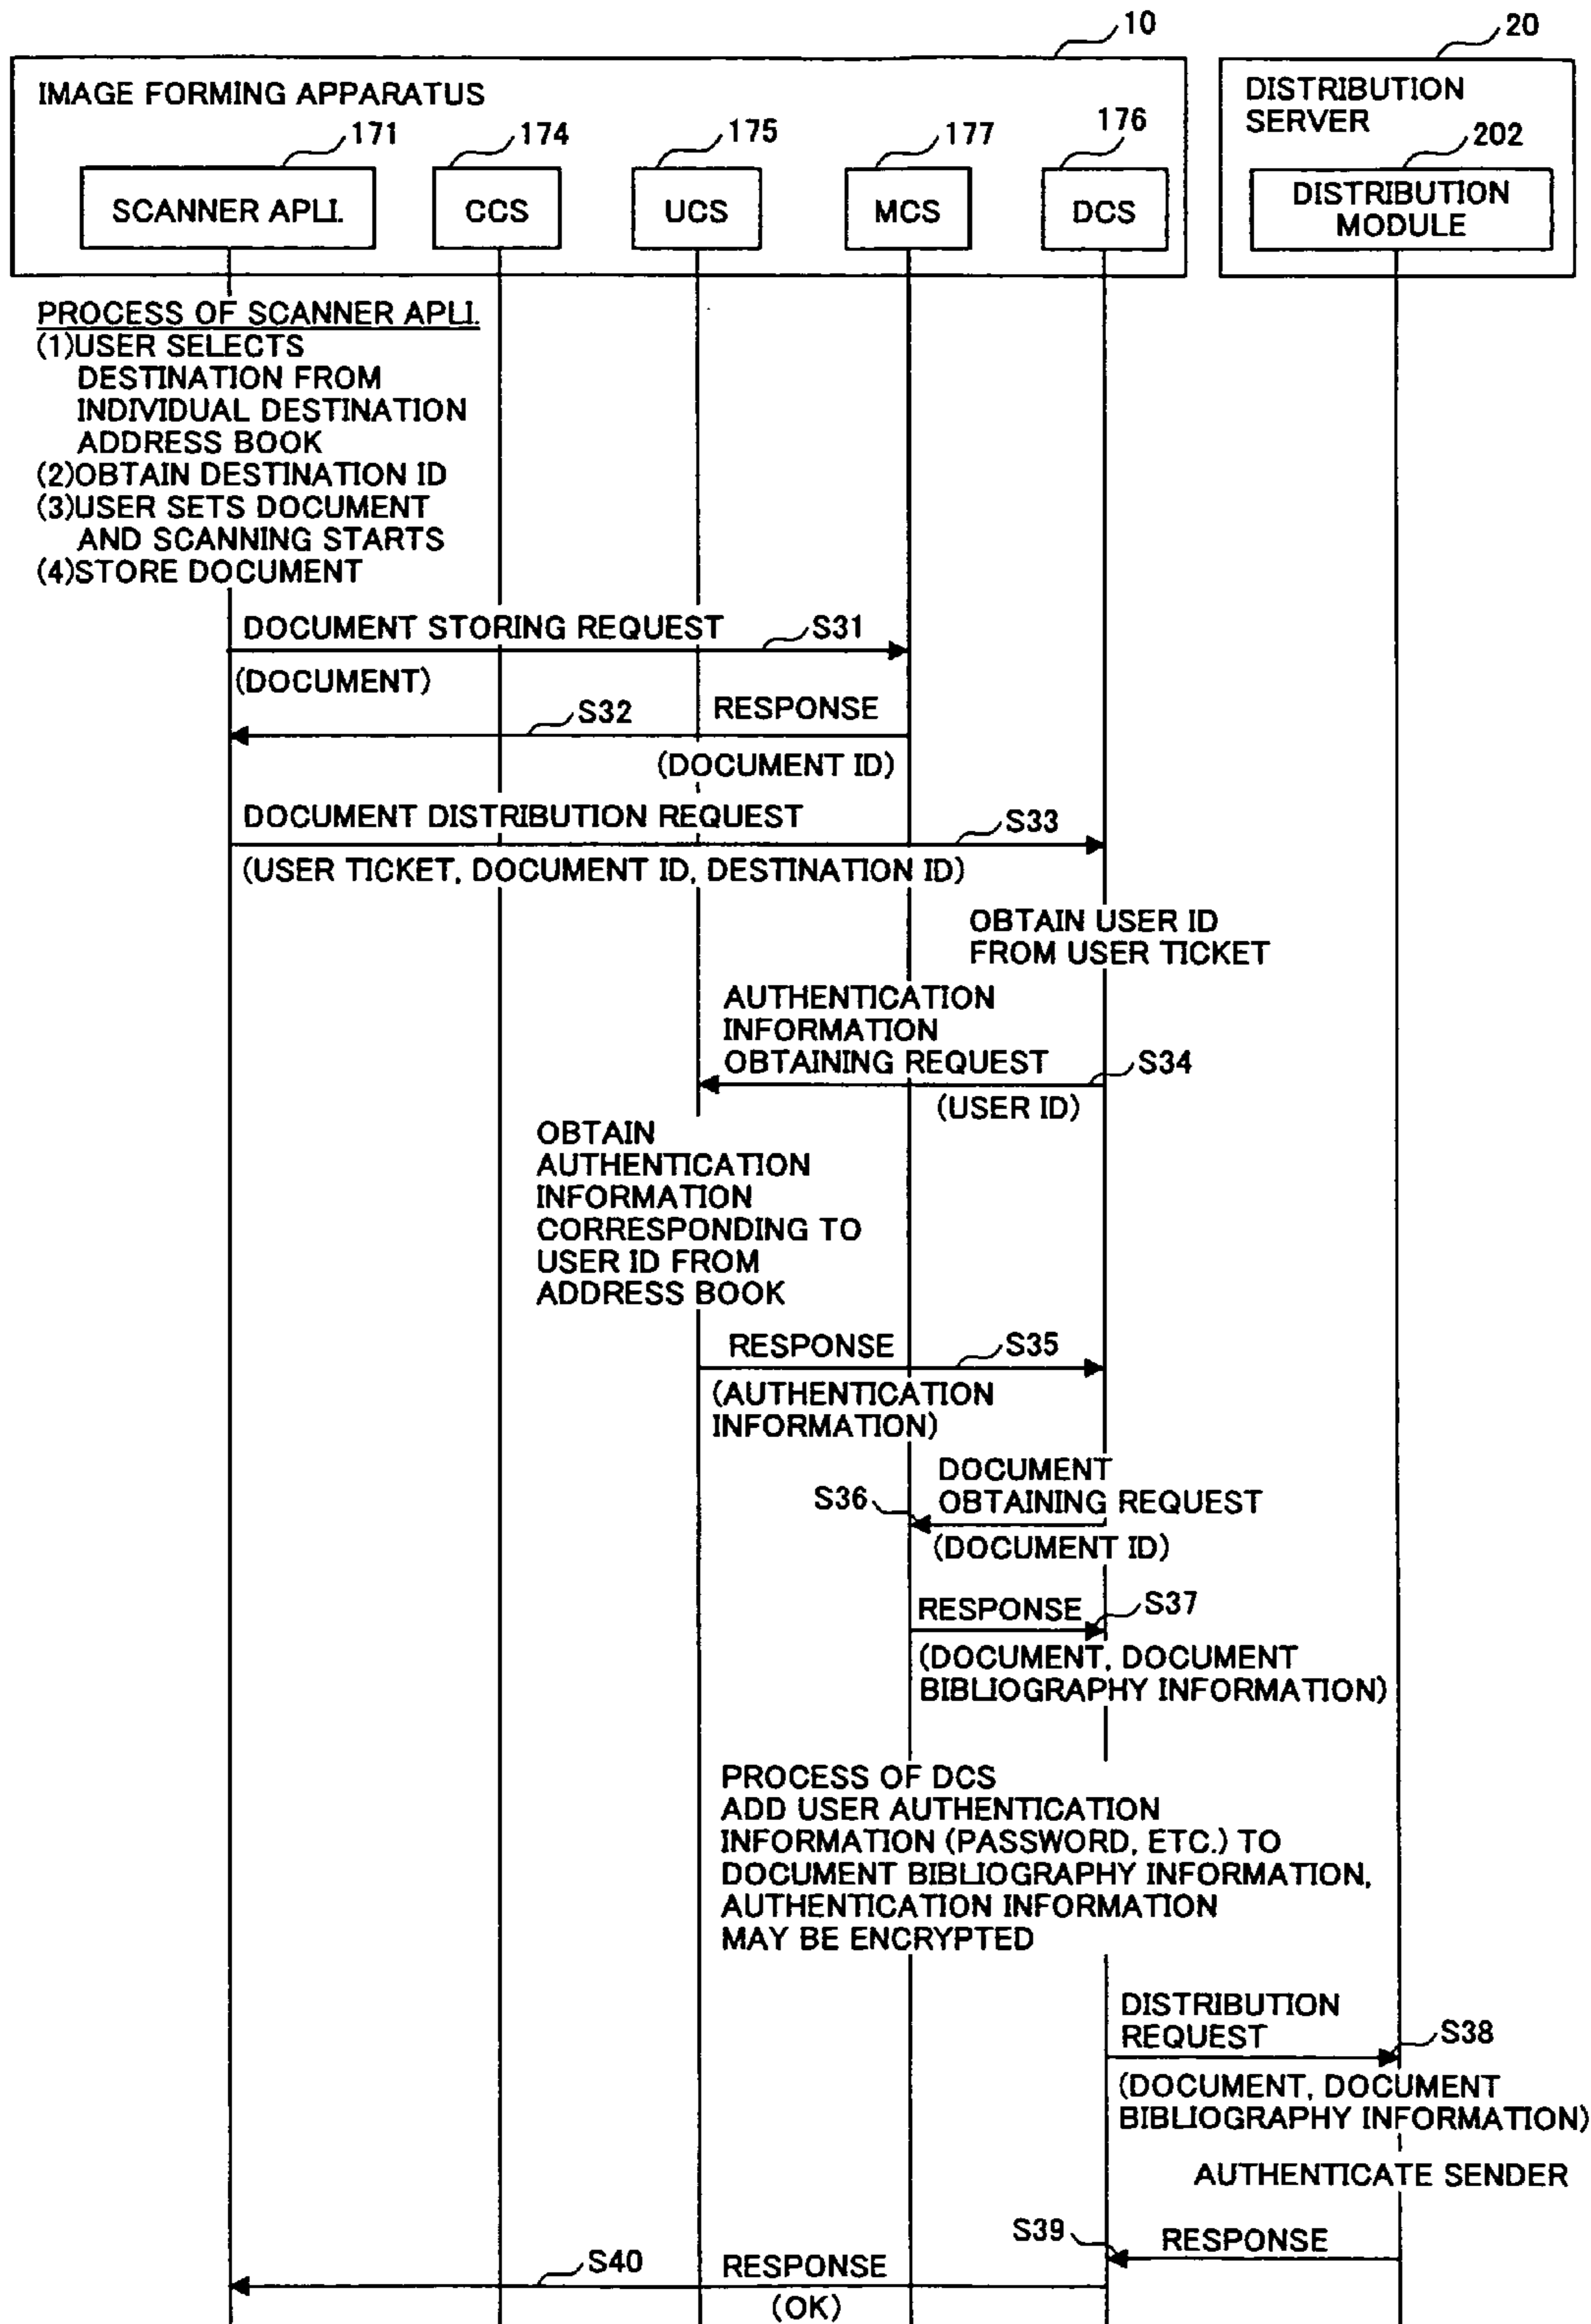 10
20
IMAGE FORMING APPARATUS
DISTRIBUTION
SERVER
171
174
175
177
176
202
SCANNER APLI.
CCS
UCS
MCS
DCS
DISTRIBUTION
MODULE
PROCESS OF SCANNER APLI.
(1)USER SELECTS
DESTINATION FROM
INDIVIDUAL DESTINATION
ADDRESS BOOK
(2)OBTAIN DESTINATION ID
(3)USER SETS DOCUMENT
AND SCANNING STARTS
(4)STORE DOCUMENT
DOCUMENT STORING REQUEST
S31
(DOCUMENT)
S32
RESPONSE
(DOCUMENT ID)
DOCUMENT DISTRIBUTION REQUEST
S33
(USER TICKET, DOCUMENT ID, DESTINATION ID)
OBTAIN USER ID
FROM USER TICKET
AUTHENTICATION
INFORMATION
OBTAINING REQUEST
S34
(USER ID)
OBTAIN
AUTHENTICATION
INFORMATION
CORRESPONDING TO
USER ID FROM
ADDRESS BOOK
RESPONSE
S35
(AUTHENTICATION
INFORMATION)
DOCUMENT
S36
OBTAINING REQUEST
(DOCUMENT ID)
RESPONSE
S37
(DOCUMENT, DOCUMENT
BIBLIOGRAPHY INFORMATION)
PROCESS OF DCS
ADD USER AUTHENTICATION
INFORMATION (PASSWORD, ETC.) TO
DOCUMENT BIBLIOGRAPHY INFORMATION,
AUTHENTICATION INFORMATION
MAY BE ENCRYPTED
DISTRIBUTION
REQUEST
S38
(DOCUMENT, DOCUMENT
BIBLIOGRAPHY INFORMATION)
AUTHENTICATE SENDER
S39
RESPONSE
S40
RESPONSE
(OK)